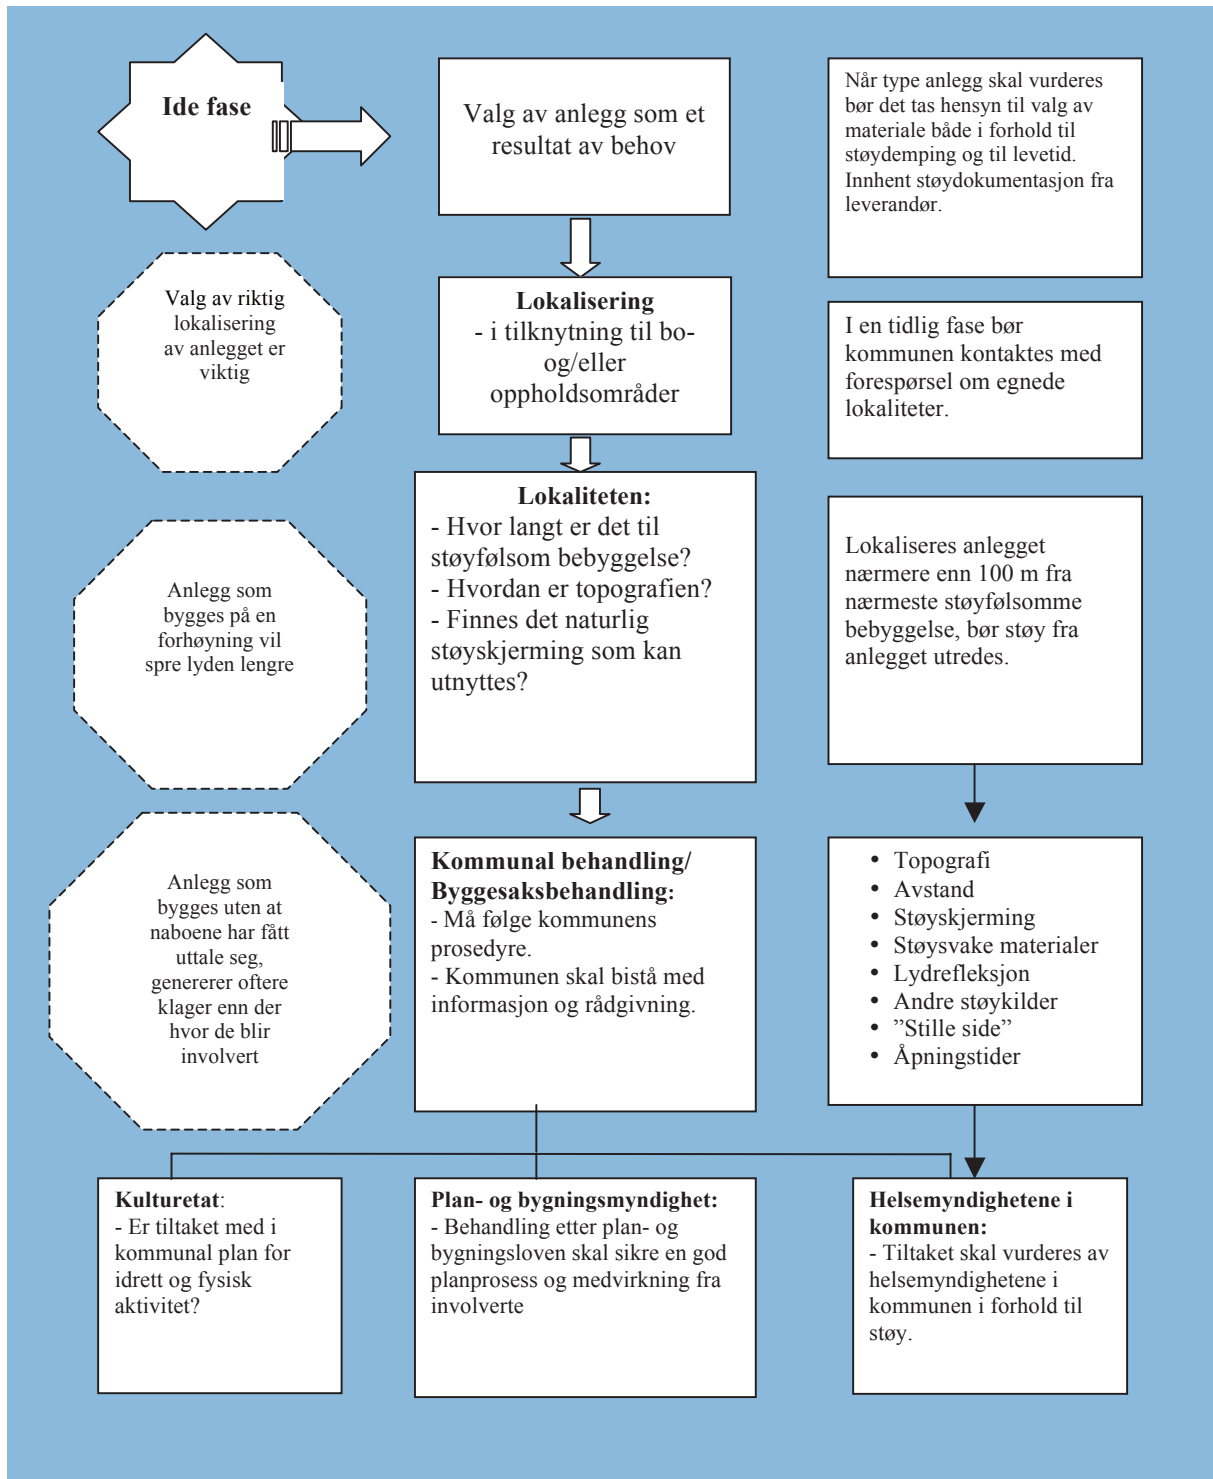 Ide fase
Valg av anlegg som et
resultat av behov
Når type anlegg skal vurderes
bør det tas hensyn til valg av
materiale både i forhold til
støydemping og til levetid.
Innhent støydokumentasjon fra
leverandør.
Valg av riktig
lokalisering
av anlegget er
viktig
Lokalisering
- i tilknytning til bo-
og/eller
oppholdsområder
I en tidlig fase bør
kommunen kontaktes med
forespørsel om egnede
lokaliteter.
Anlegg som
bygges på en
forhøyning vil
spre lyden lengre
Lokaliteten:
- Hvor langt er det til
støyfølsom bebyggelse?
- Hvordan er topografien?
- Finnes det naturlig
støyskjerming som kan
utnyttes?
Lokaliseres anlegget
nærmere enn 100 m fra
nærmeste støyfølsomme
bebyggelse, bør støy fra
anlegget utredes.
Anlegg som
bygges uten at
naboene har fått
uttale seg,
genererer oftere
klager enn der
hvor de blir
involvert
Kommunal behandling/
Byggesaksbehandling:
- Må følge kommunens
prosedyre.
- Kommunen skal bistå med
informasjon og rådgivning.
• Topografi
• Avstand
• Støyskjerming
• Støysvake materialer
• Lydrefleksjon
• Andre støykilder
• ”Stille side”
• Åpningstider
Kulturetat:
- Er tiltaket med i
kommunal plan for
idrett og fysisk
aktivitet?
Plan- og bygningsmyndighet:
- Behandling etter plan- og
bygningsloven skal sikre en god
planprosess og medvirkning fra
involverte
Helsemyndighetene i
kommunen:
- Tiltaket skal vurderes av
helsemyndighetene i
kommunen i forhold til
støy.